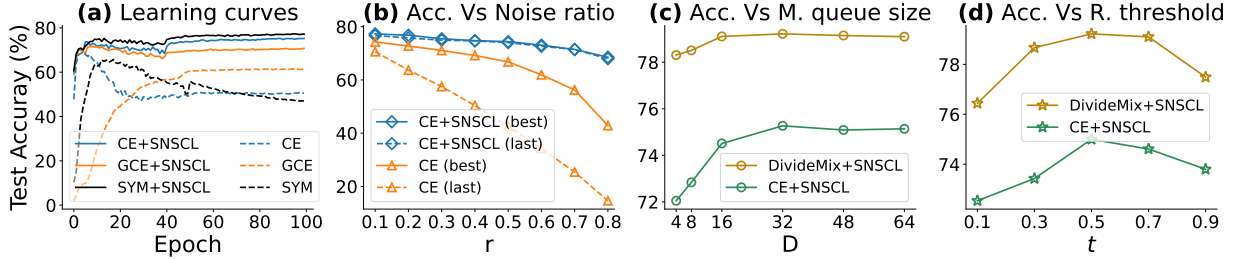 (a) Learning curves
Test Accuray (%)
80
60
40
20
0
CE+SNSCL
GCE+SNSCL
SYM+SNSCL
CE
GCE
SYM
0 20 40 60 80 100
Epoch
(b) Acc. Vs Noise ratio
80
60
40
20
CE+SNSCL (best)
CE+SNSCL (last)
CE (best)
CE (last)
0.1 0.2 0.3 0.4 0.5 0.6 0.7 0.8
r
(c) Acc. Vs M. queue size
78
76
74
72
DivideMix+SNSCL
CE+SNSCL
4 8 16 32 48 64
D
(d) Acc. Vs R. threshold
78
76
74
DivideMix+SNSCL
CE+SNSCL
0.1 0.3 0.5 0.7 0.9
t